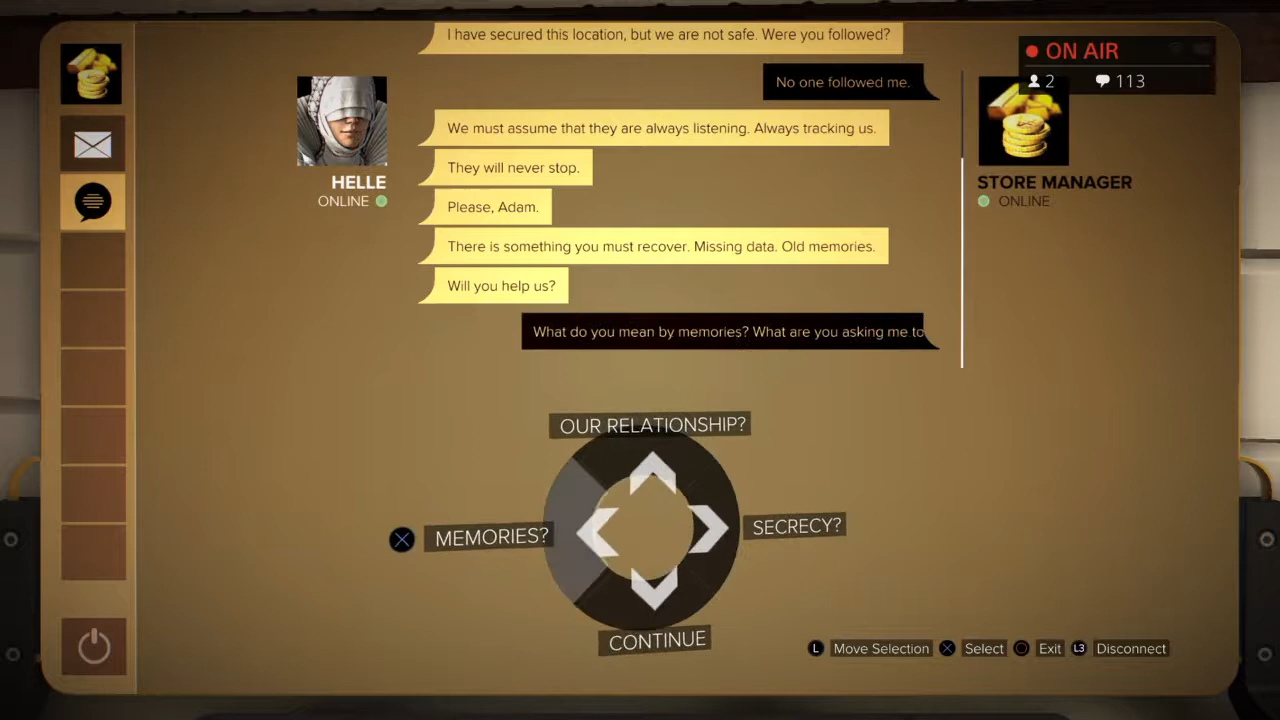 I have secured this location, but we are not safe. Were you followed?
ON AIR
2 113
No one followed me.
We must assume that they are always listening. Always tracking us.
They will never stop.
HELLE
ONLINE
STORE MANAGER
ONLINE
Please, Adam.
There is something you must recover. Missing data. Old memories.
Will you help us?
What do you mean by memories? What are you asking me to
OUR RELATIONSHIP?
MEMORIES?
SECRECY?
CONTINUE
L Move Selection Select Exit L3 Disconnect